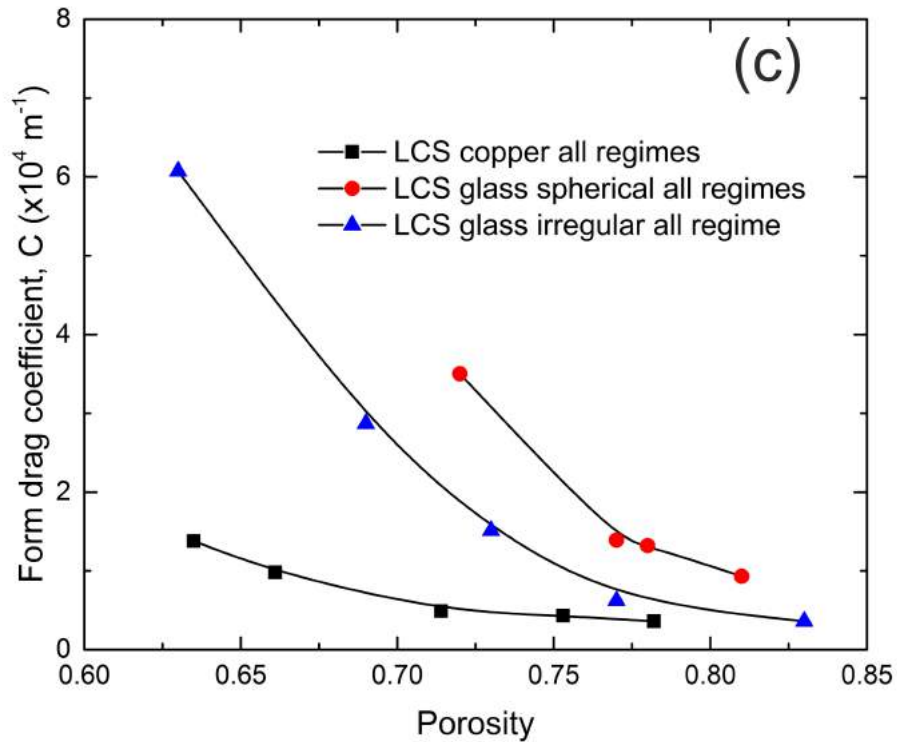 (c)
LCS copper all regimes
LCS glass spherical all regimes
LCS glass irregular all regime
Form drag coefficient, C (x10⁴ m⁻¹)
8
6
4
2
0
0.60 0.65 0.70 0.75 0.80 0.85
Porosity